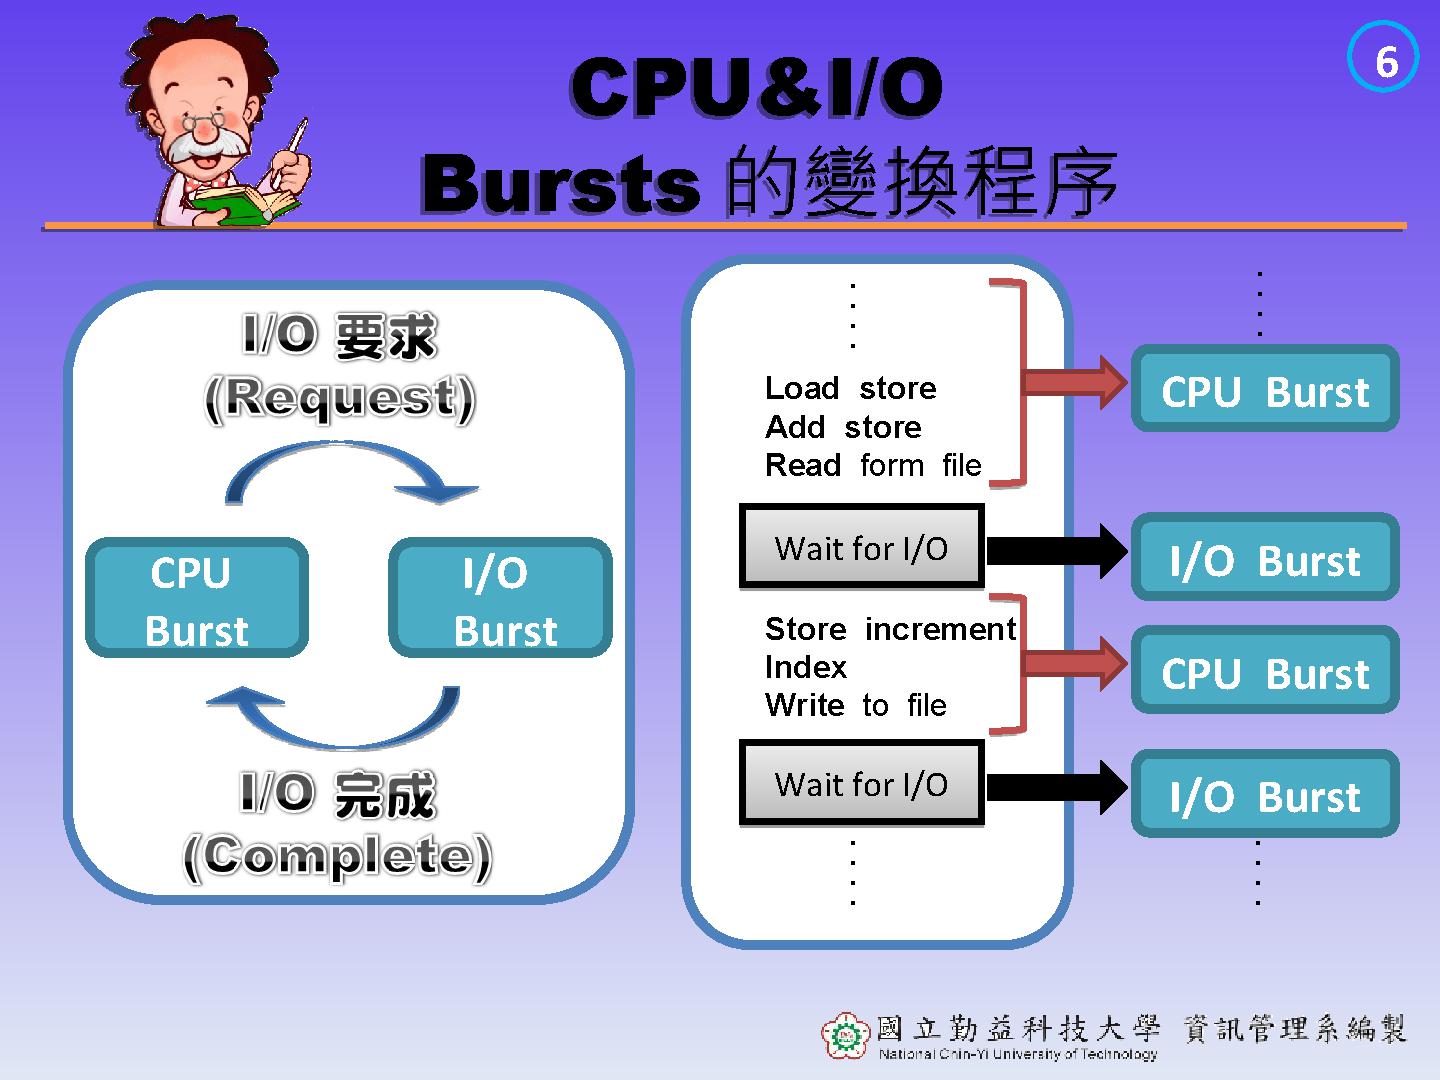 6
CPU&I/O
Bursts 的變換程序
I/O 要求
(Request)
CPU
Burst
I/O
Burst
I/O 完成
(Complete)
Load store
Add store
Read form file
Wait for I/O
Store increment
Index
Write to file
Wait for I/O
CPU Burst
I/O Burst
CPU Burst
I/O Burst
國立勤益科技大學 資訊管理系編製
National Chin-Yi University of Technology